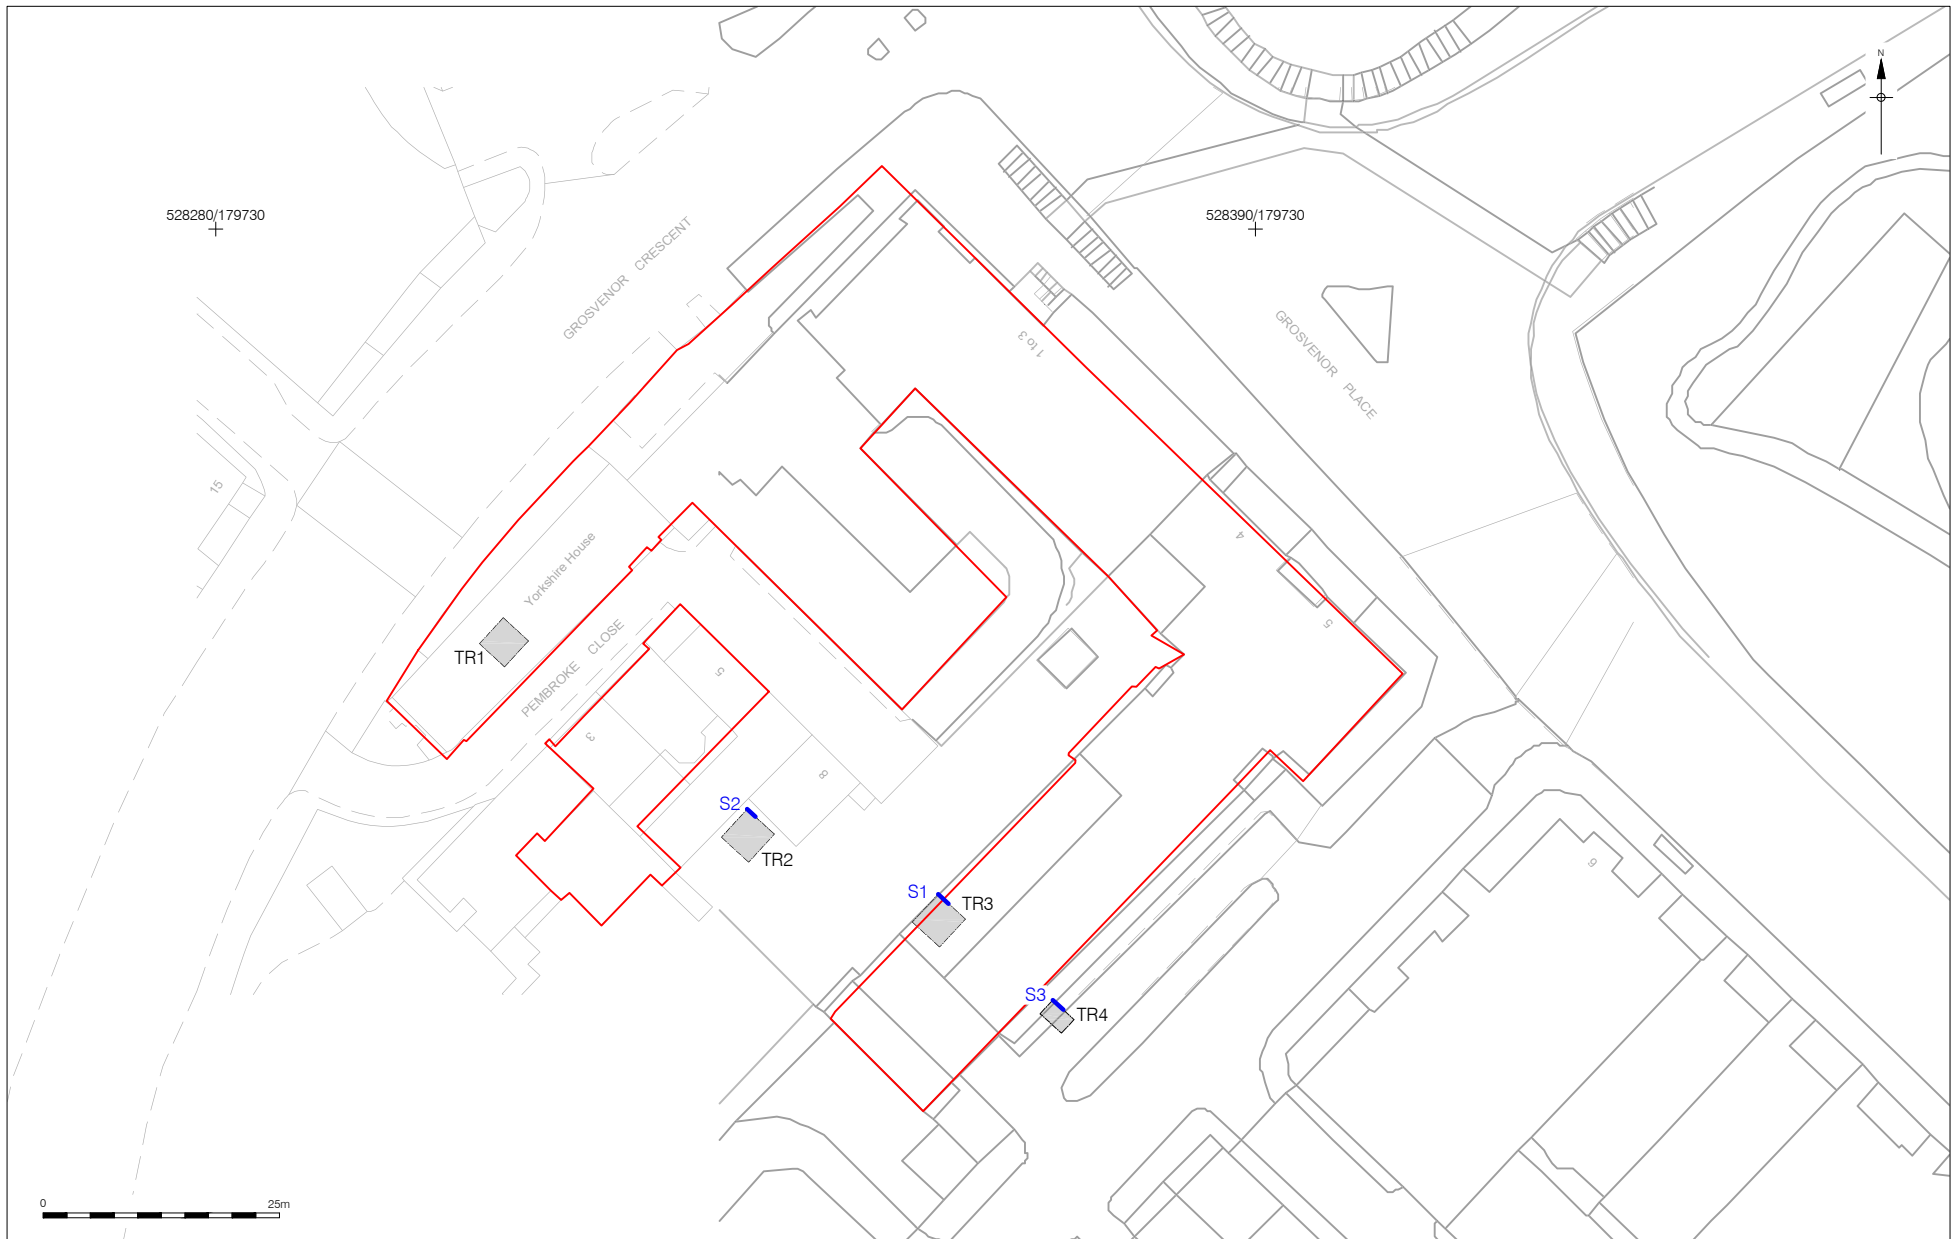 N
528280/179730
528390/179730
GROSVENOR CRESCENT
GROSVENOR PLACE
1 to 3
15
4
Yorkshire House
5
TR1
PEMBROKE CLOSE
5
3
8
S2
TR2
6
S1
TR3
S3
TR4
0
25m